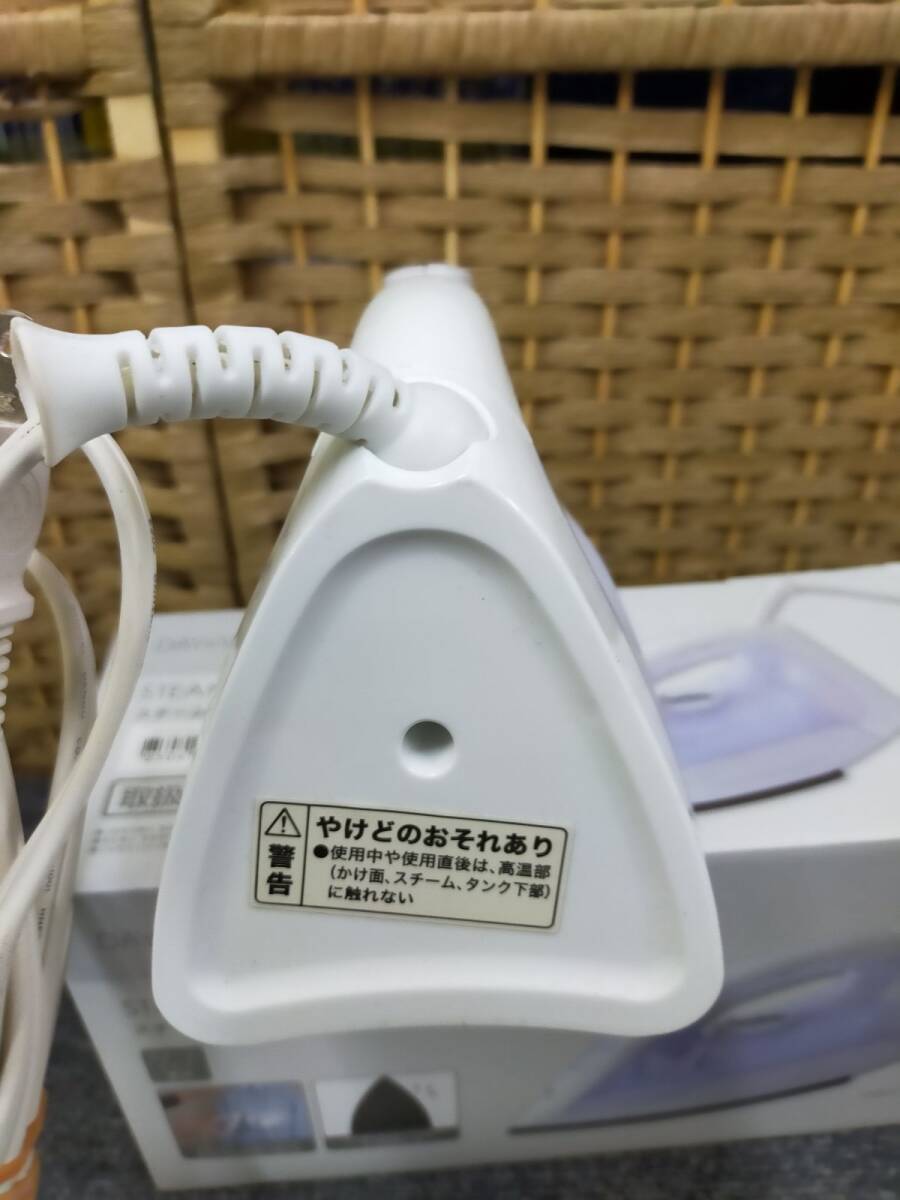 警告
やけどのおそれあり
●使用中や使用直後は、高温部
(かけ面、スチーム、タンク下部)
に触れない
STEA
取扱